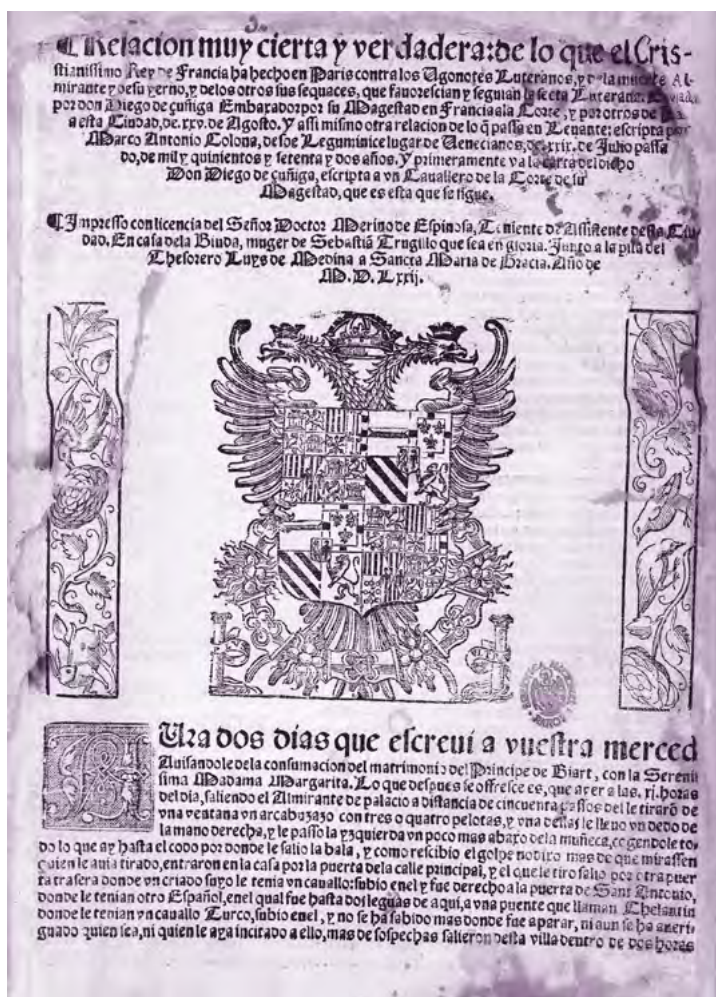 ¶Relacion muy cierta y verdadera: de lo que el Cris-
tianissimo Rey de Francia ha hecho en Paris contra los Ugonotes Luteranos, y de la muerte Al-
mirante y de su yerno, y delos otros sus sequaces, que fauorescian y seguian la secta Luterana.
por don Diego de çuñiga Embaxador por su Magestad en Francia ala Corte, y por otros de
a esta Ciudad, de .xxv. de Agosto. Y assi mismo otra relacion de lo q̃ passa en Leuante: escripta por
Marco Antonio Colona, desde Leguminice lugar de Uenecianos, de .xxix. de Julio passa
do, de mil y quinientos y setenta y dos años. Y primeramente va la carta del dicho
Don Diego de çuñiga, escripta a vn Cauallero de la Corte de su
Magestad, que es esta que se sigue.
¶Impresso con licencia del Señor Doctor Merino de Espinosa, Teniente de Assistente desta Ciu-
dad. En casa dela Biuda, muger de Sebastiã Trugillo que sea en gloria. Junto a la pila del
Thesorero Luys de Medina a Sancta Maria de Gracia. Año de
M. D. Lxxij.
Aura dos dias que escreui a vuestra merced
Auisandole dela consumacion del matrimonio del Principe de Biart, con la Sereni
sima Madama Margarita. Lo que despues se offresce es, que ayer a las .xj. horas
del dia, saliendo el Almirante de palacio a distancia de cincuenta passos del le tirarõ de
vna ventana vn arcabuzazo con tres o quatro pelotas, y vna dellas le lleuo vn dedo de
la mano derecha, y le passo la yzquierda vn poco mas abaxo dela muñeca, cogendole to-
do lo que ay hasta el codo por donde le salio la bala, y como rescibio el golpe no dixo mas de que mirassen
quien le auia tirado, entraron en la casa por la puerta de la calle principal, y el que le tiro salio por otra puer
ta trasera donde vn criado suyo le tenia vn cauallo: subio enel y fue derecho a la puerta de Sant Antonio,
donde le tenian otro Español, enel qual fue hasta dos leguas de aqui, a vna puente que llaman Chelantin
donde le tenian vn cauallo Turco, subio enel, y no se ha sabido mas donde fue a parar, ni aun se ha aueri-
guado quien sea, ni quien le aya incitado a ello, mas de sospechas salieron desta villa dentro de dos horas